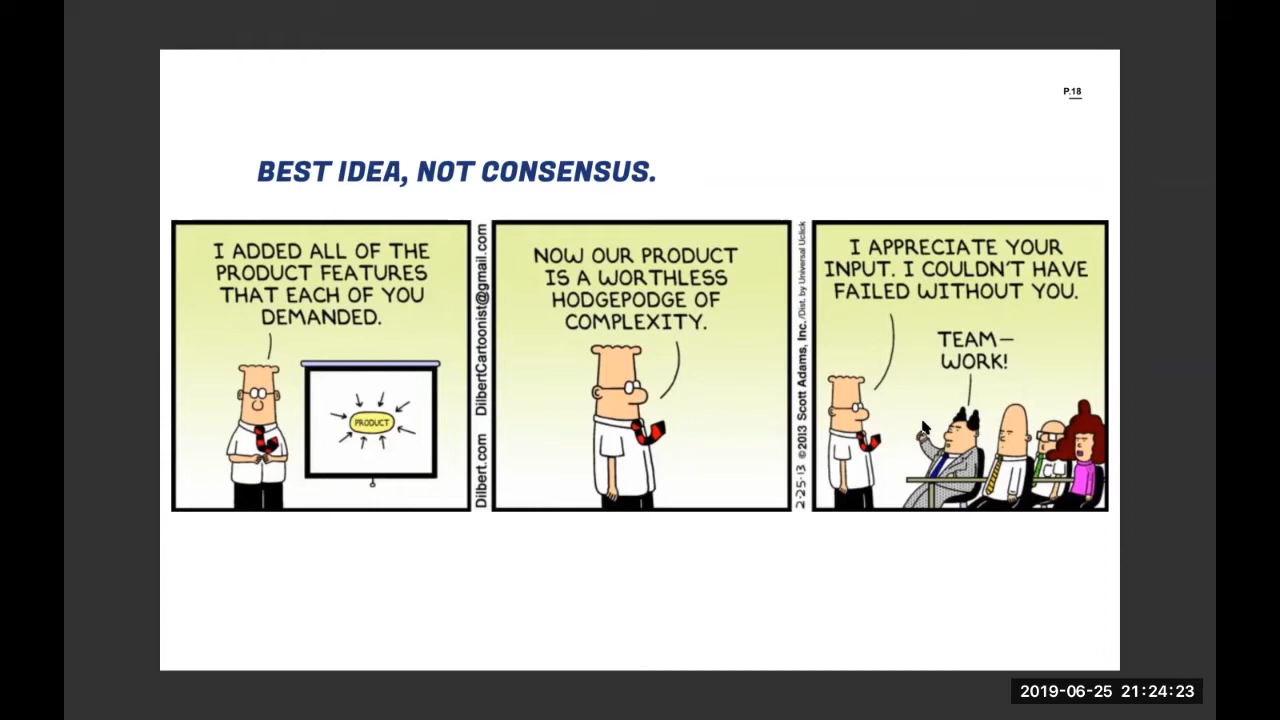 P.18
BEST IDEA, NOT CONSENSUS.
I ADDED ALL OF THE
PRODUCT FEATURES
THAT EACH OF YOU
DEMANDED.
PRODUCT
Dilbert.com DilbertCartoonist@gmail.com
NOW OUR PRODUCT
IS A WORTHLESS
HODGEPODGE OF
COMPLEXITY.
2-25-13 ©2013 Scott Adams, Inc. /Dist. by Universal Uclick
I APPRECIATE YOUR
INPUT. I COULDN'T HAVE
FAILED WITHOUT YOU.
TEAM-
WORK!
2019-06-25 21:24:23